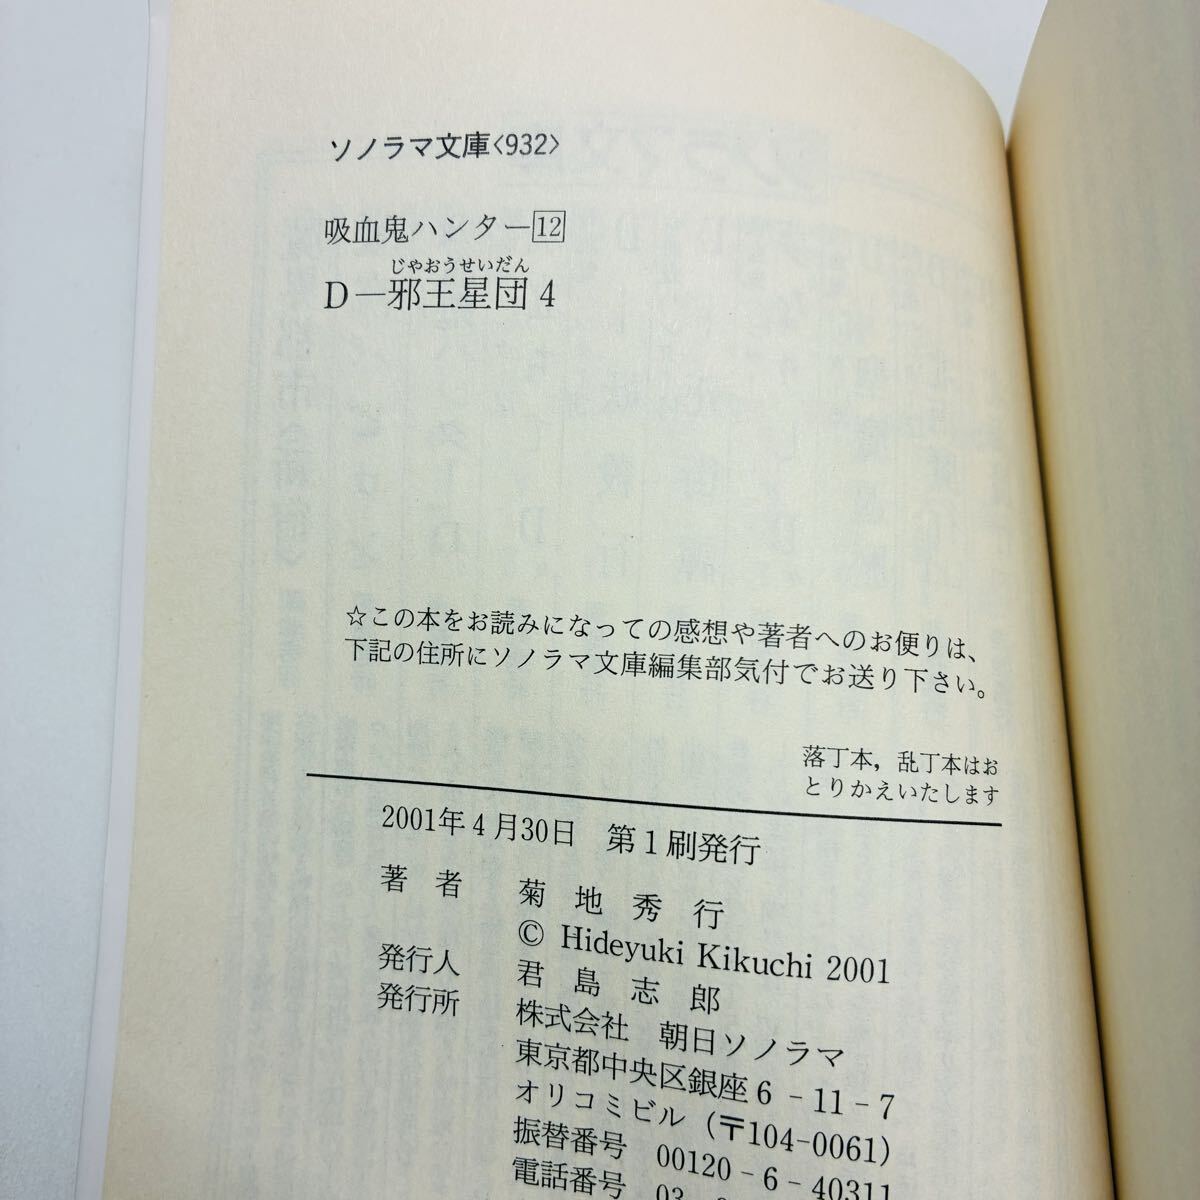 ソノラマ文庫〈932〉
吸血鬼ハンター12
じゃおうせいだん
D—邪王星団 4
☆この本をお読みになっての感想や著者へのお便りは、
下記の住所にソノラマ文庫編集部気付でお送り下さい。
落丁本，乱丁本はお
とりかえいたします
2001年4月30日 第1刷発行
著者 菊地秀行
© Hideyuki Kikuchi 2001
発行人 君島志郎
発行所 株式会社 朝日ソノラマ
東京都中央区銀座6-11-7
オリコミビル（〒104-0061）
振替番号 00120-6-40311
電話番号 03